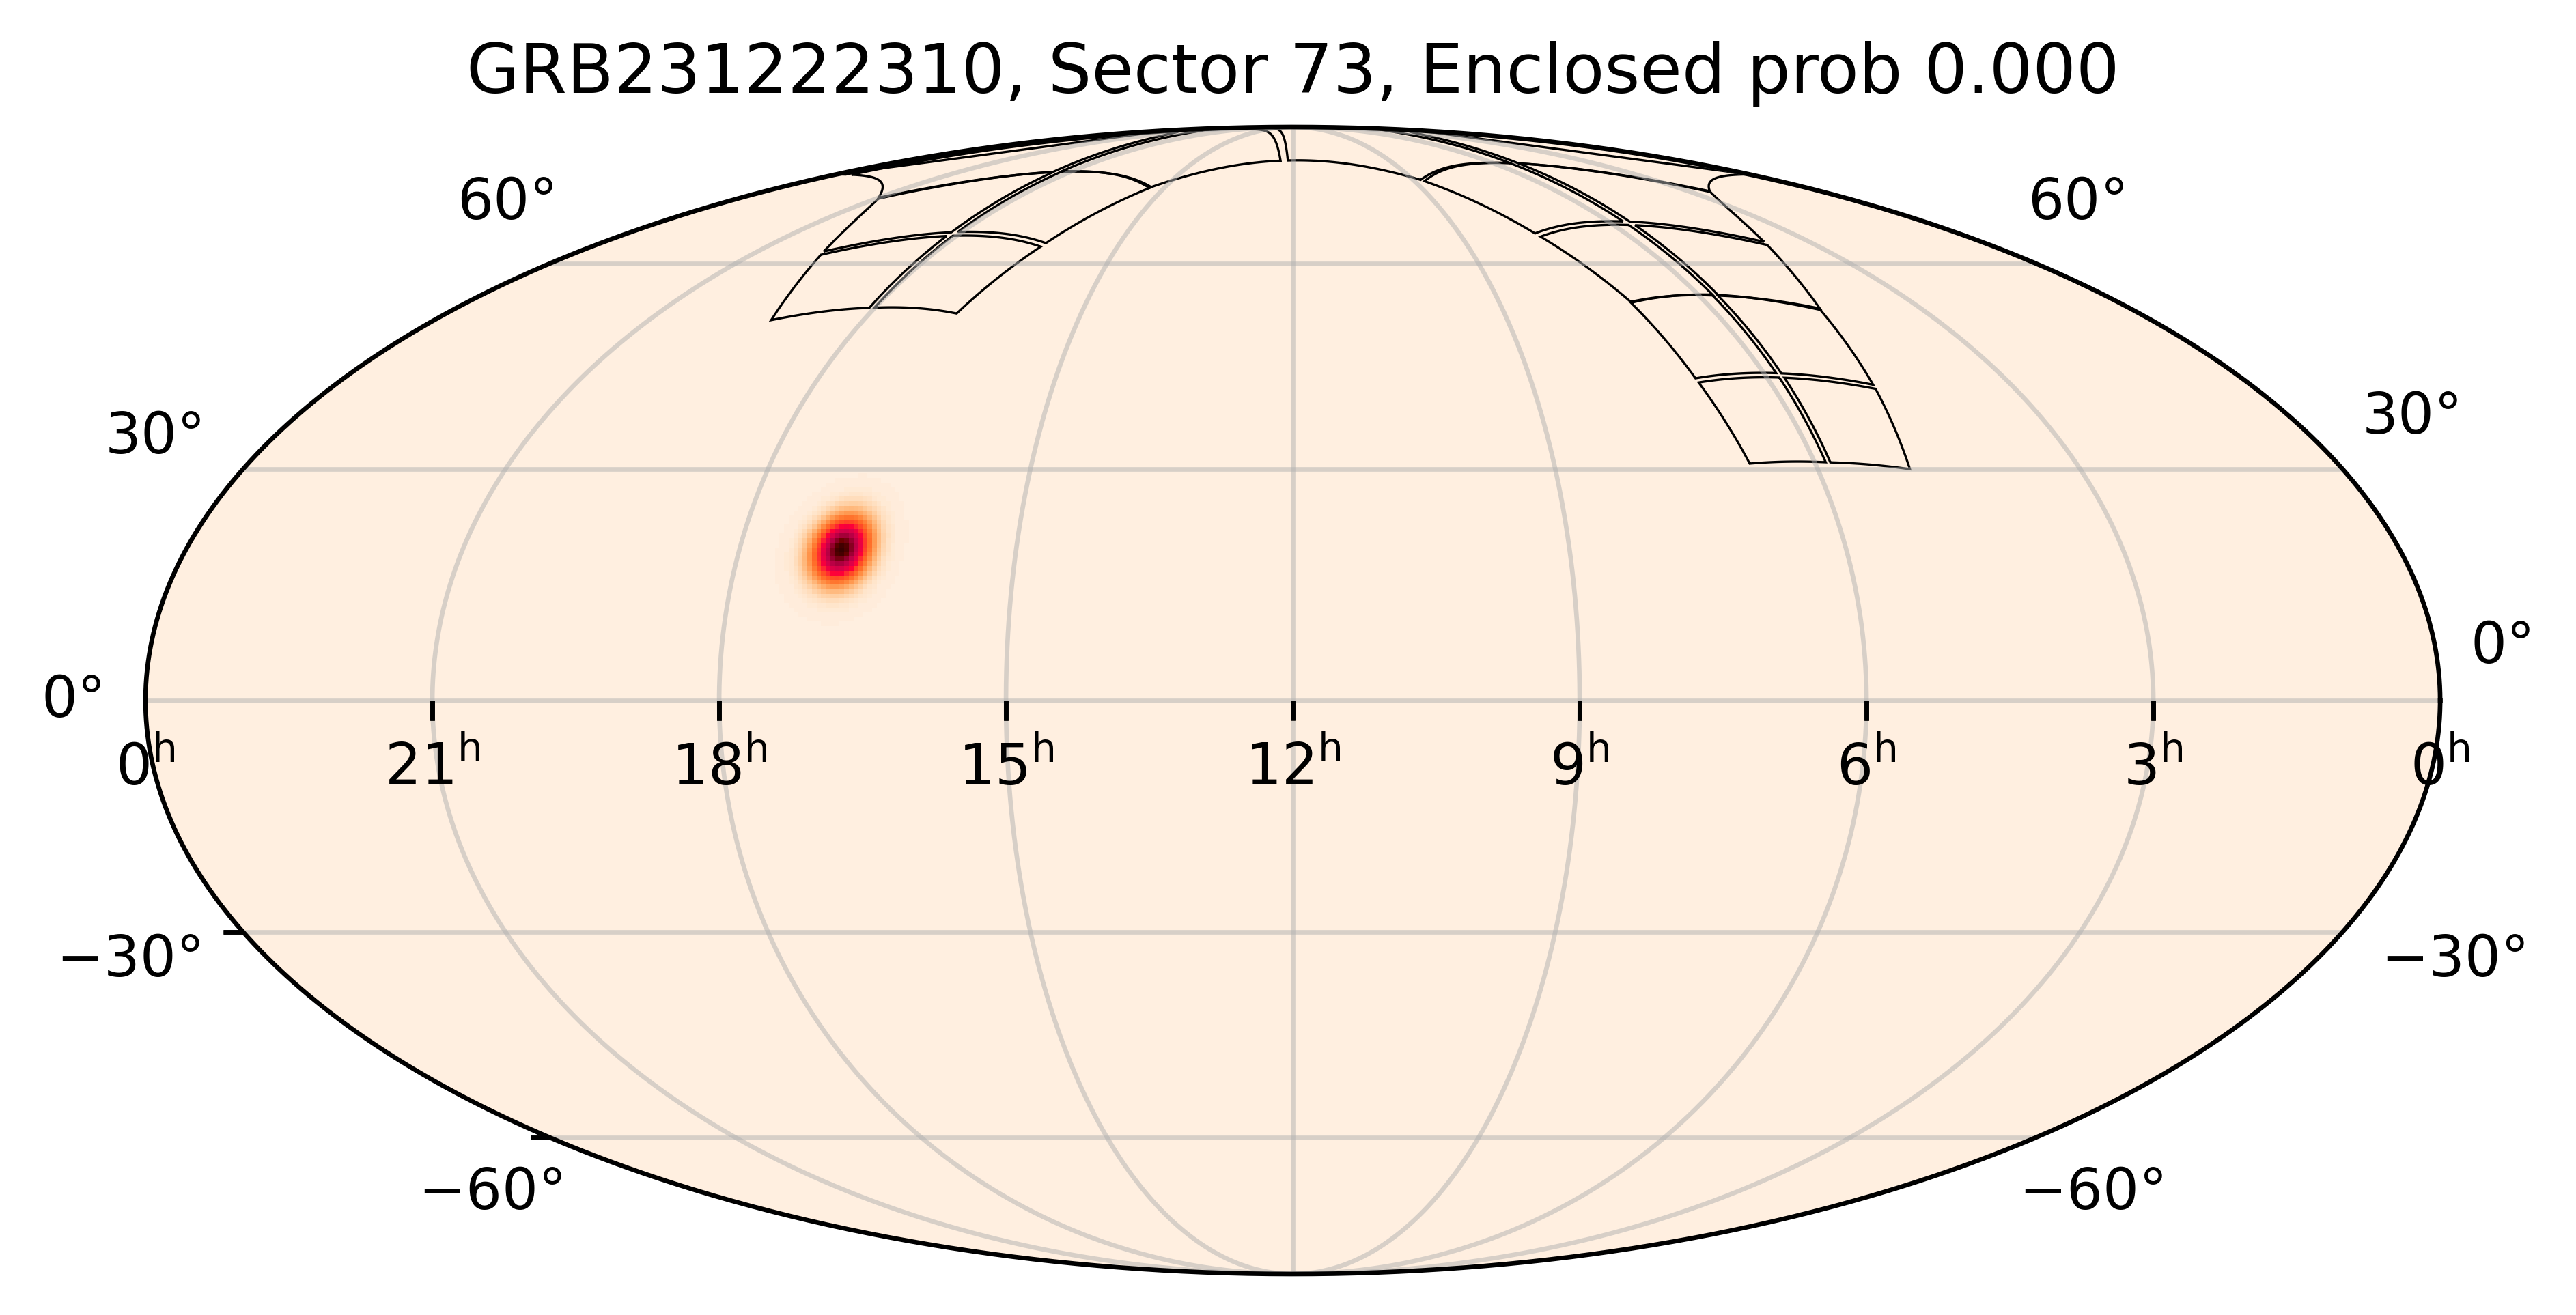 GRB231222310, Sector 73, Enclosed prob 0.000
60° 60°
30° 30°
0° 0°
0ʰ 21ʰ 18ʰ 15ʰ 12ʰ 9ʰ 6ʰ 3ʰ 0ʰ
−30° −30°
−60° −60°